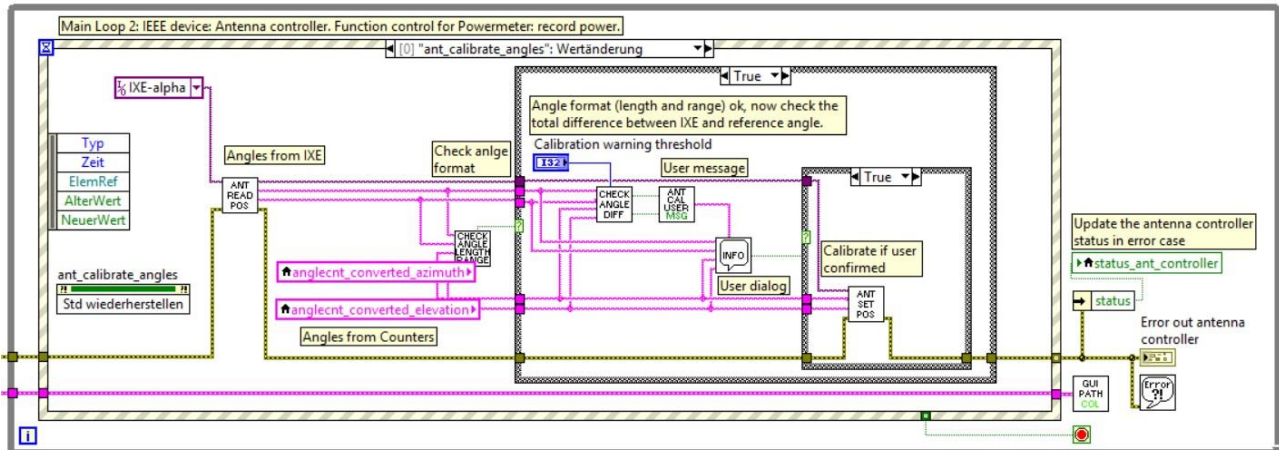 Main Loop 2: IEEE device: Antenna controller. Function control for Powermeter: record power.
[0] "ant_calibrate_angles": Wertänderung
True
IXE-alpha
Angle format (length and range) ok, now check the
total difference between IXE and reference angle.
Typ
Zeit
ElemRef
AlterWert
NeuerWert
Angles from IXE
Check anlge
format
Calibration warning threshold
I32
User message
True
ANT
READ
POS
CHECK
ANGLE
DIFF
ANT
CAL
USER
MSG
CHECK
ANGLE
LENGTH
RANGE
INFO
Calibrate if user
confirmed
Update the antenna controller
status in error case
status_ant_controller
ant_calibrate_angles
Std wiederherstellen
anglecnt_converted_azimuth
User dialog
ANT
SET
POS
status
anglecnt_converted_elevation
Angles from Counters
Error out antenna
controller
GUI
PATH
COL
Error
?!
i